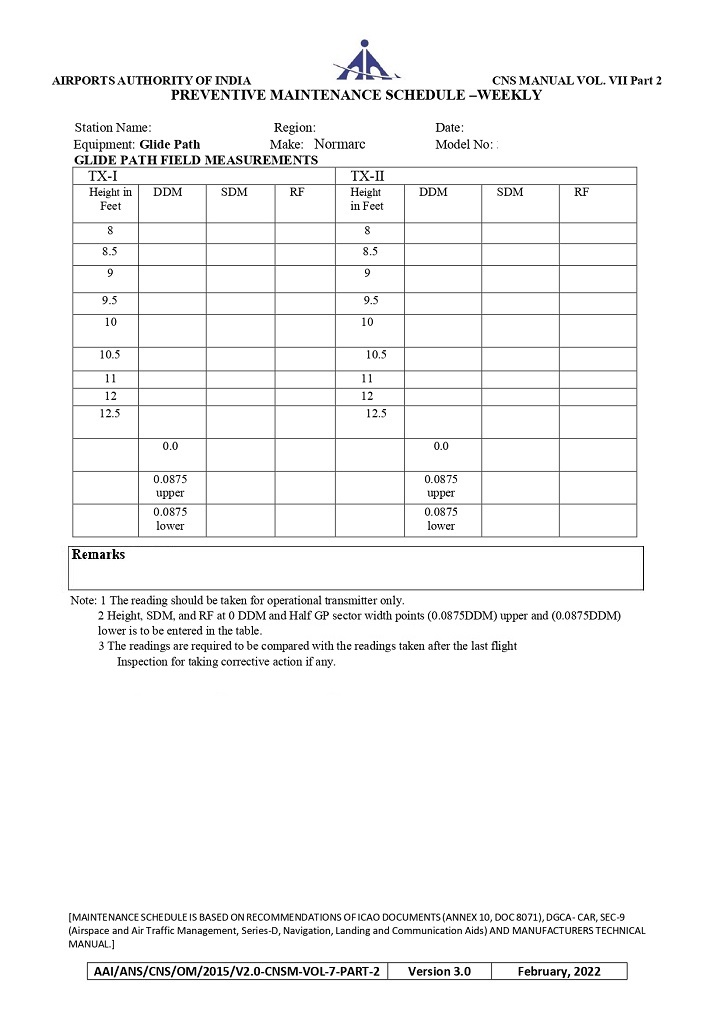 AIRPORTS AUTHORITY OF INDIA CNS MANUAL VOL. VII Part 2
PREVENTIVE MAINTENANCE SCHEDULE –WEEKLY
Station Name: Region: Date:
Equipment: Glide Path Make: Normarc Model No:
GLIDE PATH FIELD MEASUREMENTS
TX-I TX-II
Height in Feet DDM SDM RF Height in Feet DDM SDM RF
8 8
8.5 8.5
9 9
9.5 9.5
10 10
10.5 10.5
11 11
12 12
12.5 12.5
0.0 0.0
0.0875 upper 0.0875 upper
0.0875 lower 0.0875 lower
Remarks
Note: 1 The reading should be taken for operational transmitter only.
2 Height, SDM, and RF at 0 DDM and Half GP sector width points (0.0875DDM) upper and (0.0875DDM)
lower is to be entered in the table.
3 The readings are required to be compared with the readings taken after the last flight
Inspection for taking corrective action if any.
[MAINTENANCE SCHEDULE IS BASED ON RECOMMENDATIONS OF ICAO DOCUMENTS (ANNEX 10, DOC 8071), DGCA- CAR, SEC-9
(Airspace and Air Traffic Management, Series-D, Navigation, Landing and Communication Aids) AND MANUFACTURERS TECHNICAL
MANUAL.]
AAI/ANS/CNS/OM/2015/V2.0-CNSM-VOL-7-PART-2 Version 3.0 February, 2022